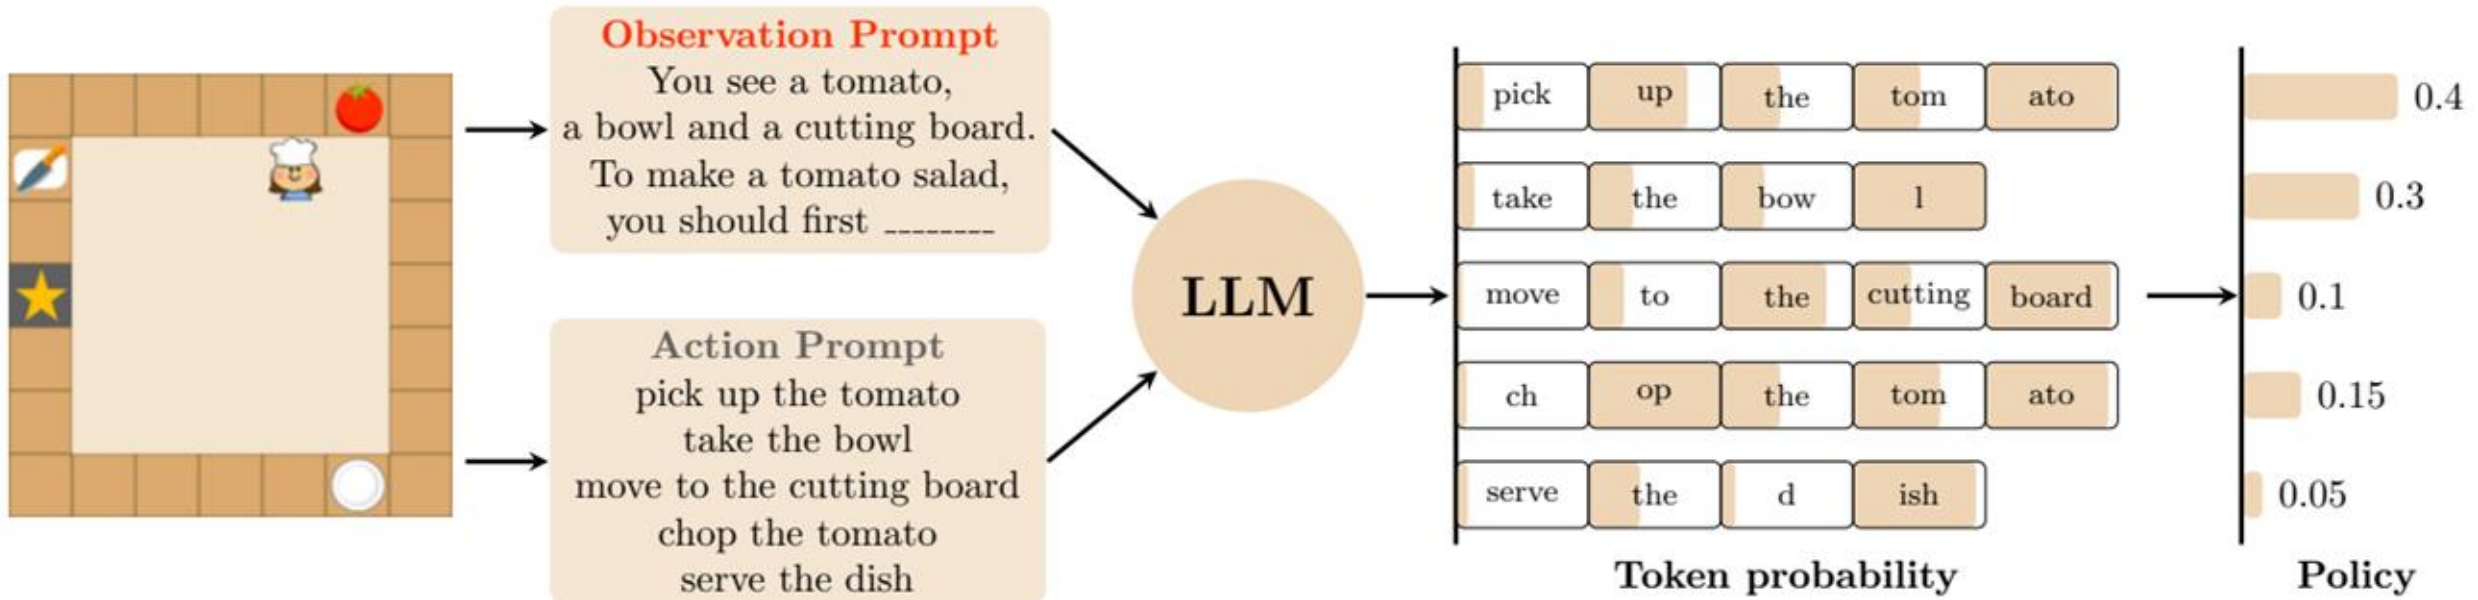 Observation Prompt
You see a tomato,
a bowl and a cutting board.
To make a tomato salad,
you should first ________
Action Prompt
pick up the tomato
take the bowl
move to the cutting board
chop the tomato
serve the dish
LLM
pick up the tom ato
take the bow l
move to the cutting board
ch op the tom ato
serve the d ish
Token probability
0.4
0.3
0.1
0.15
0.05
Policy